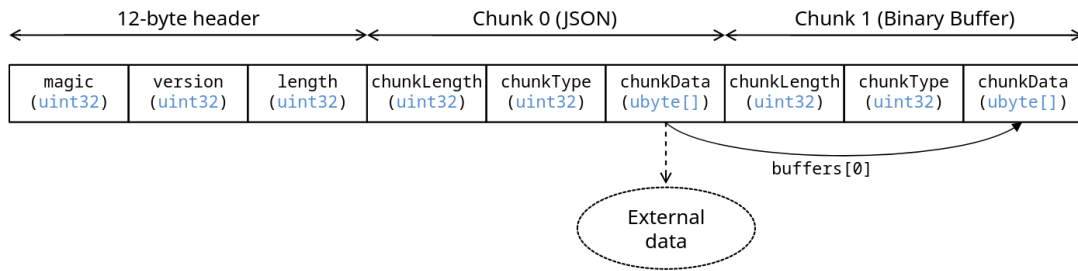 12-byte header
Chunk 0 (JSON)
Chunk 1 (Binary Buffer)
magic
(uint32)
version
(uint32)
length
(uint32)
chunkLength
(uint32)
chunkType
(uint32)
chunkData
(ubyte[])
chunkLength
(uint32)
chunkType
(uint32)
chunkData
(ubyte[])
buffers[0]
External
data